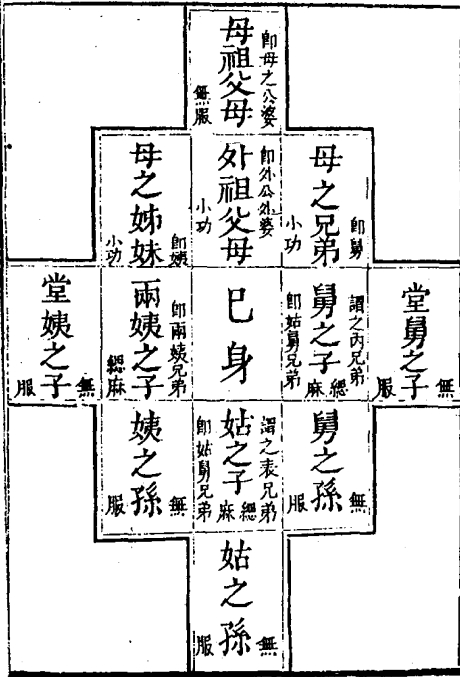 即母之公婆
母祖父母
無服
即舅
母之兄弟
小功
即外公外婆
外祖父母
小功
即姨
母之姊妹
小功
堂舅之子
無服
謂之内兄弟
舅之子
緦麻
即姑舅兄弟
己身
即兩姨兄弟
兩姨之子
緦麻
堂姨之子
無服
舅之孫
無服
謂之表兄弟
姑之子
緦麻
即姑舅兄弟
姨之孫
無服
姑之孫
無服